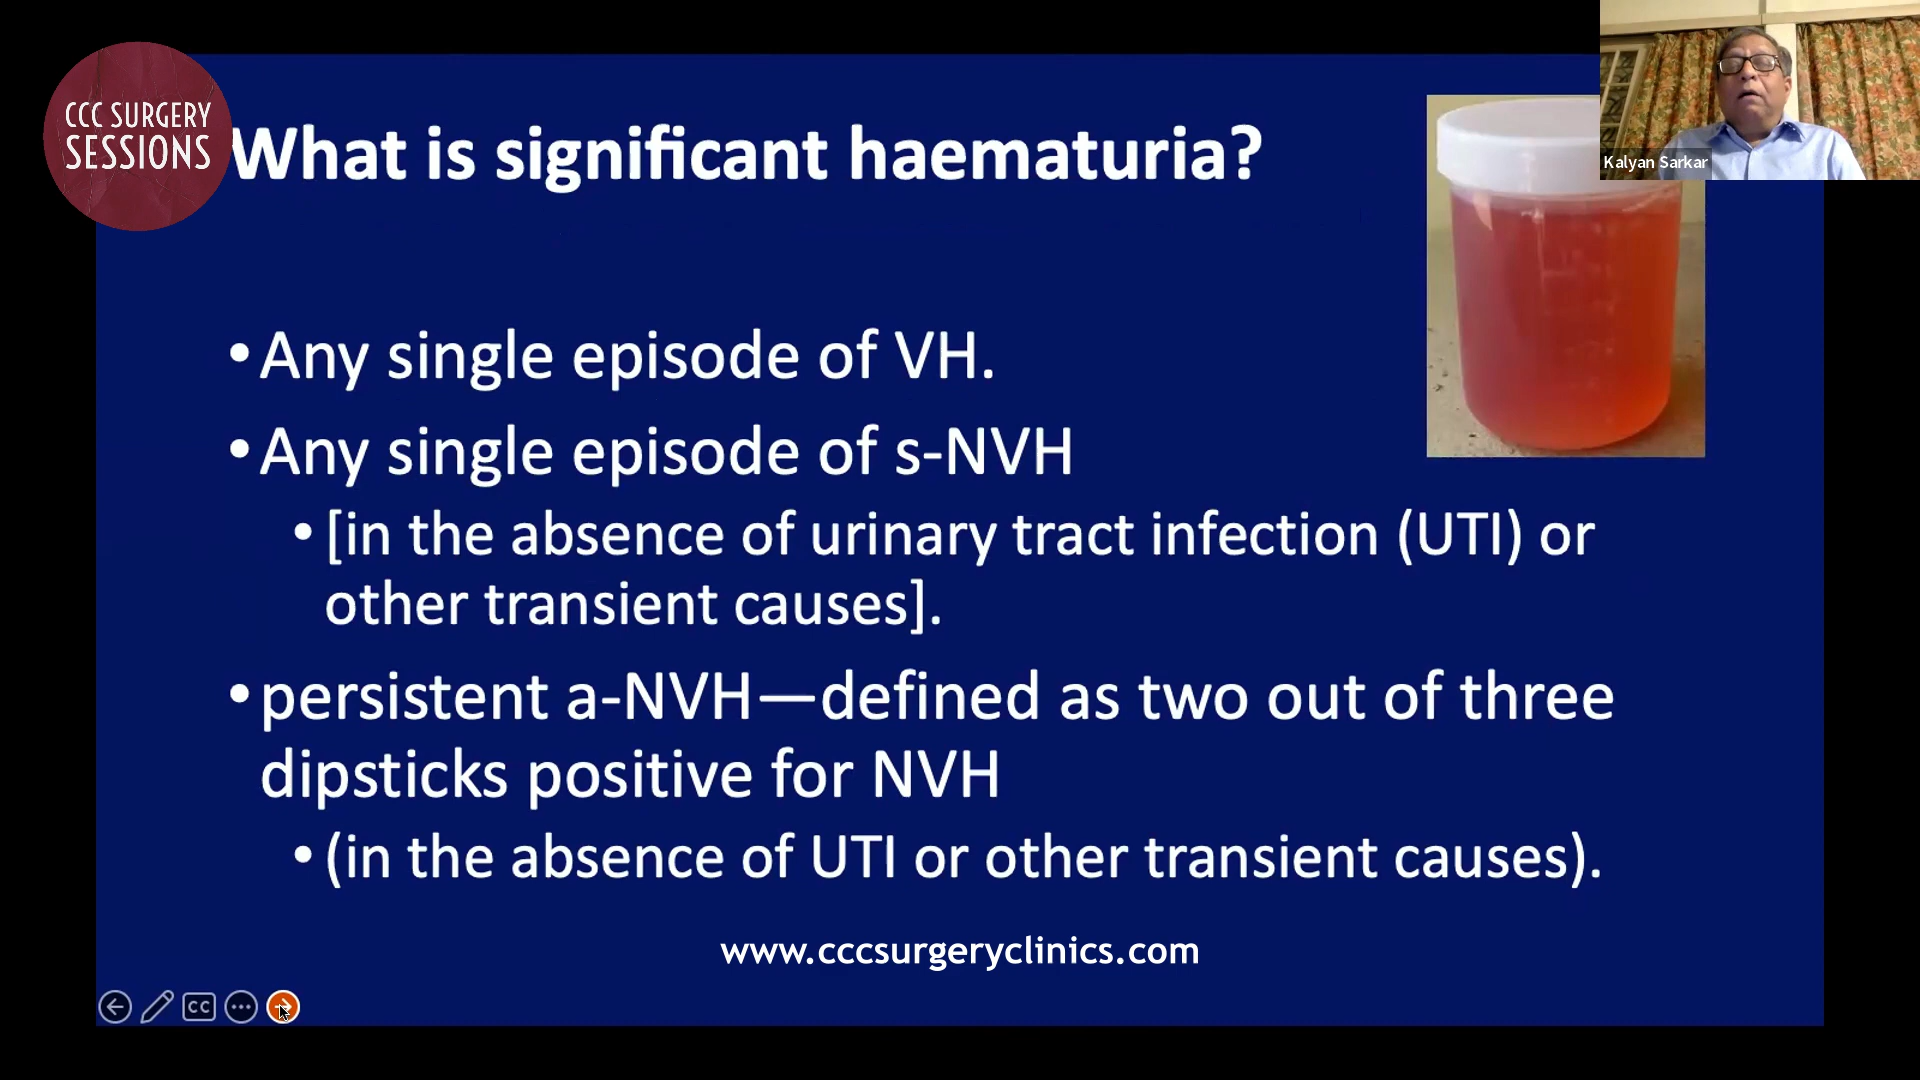 CCC SURGERY
SESSIONS
What is significant haematuria?
Kalyan Sarkar
•Any single episode of VH.
•Any single episode of s-NVH
•[in the absence of urinary tract infection (UTI) or
other transient causes].
•persistent a-NVH—defined as two out of three
dipsticks positive for NVH
•(in the absence of UTI or other transient causes).
www.cccsurgeryclinics.com
CC